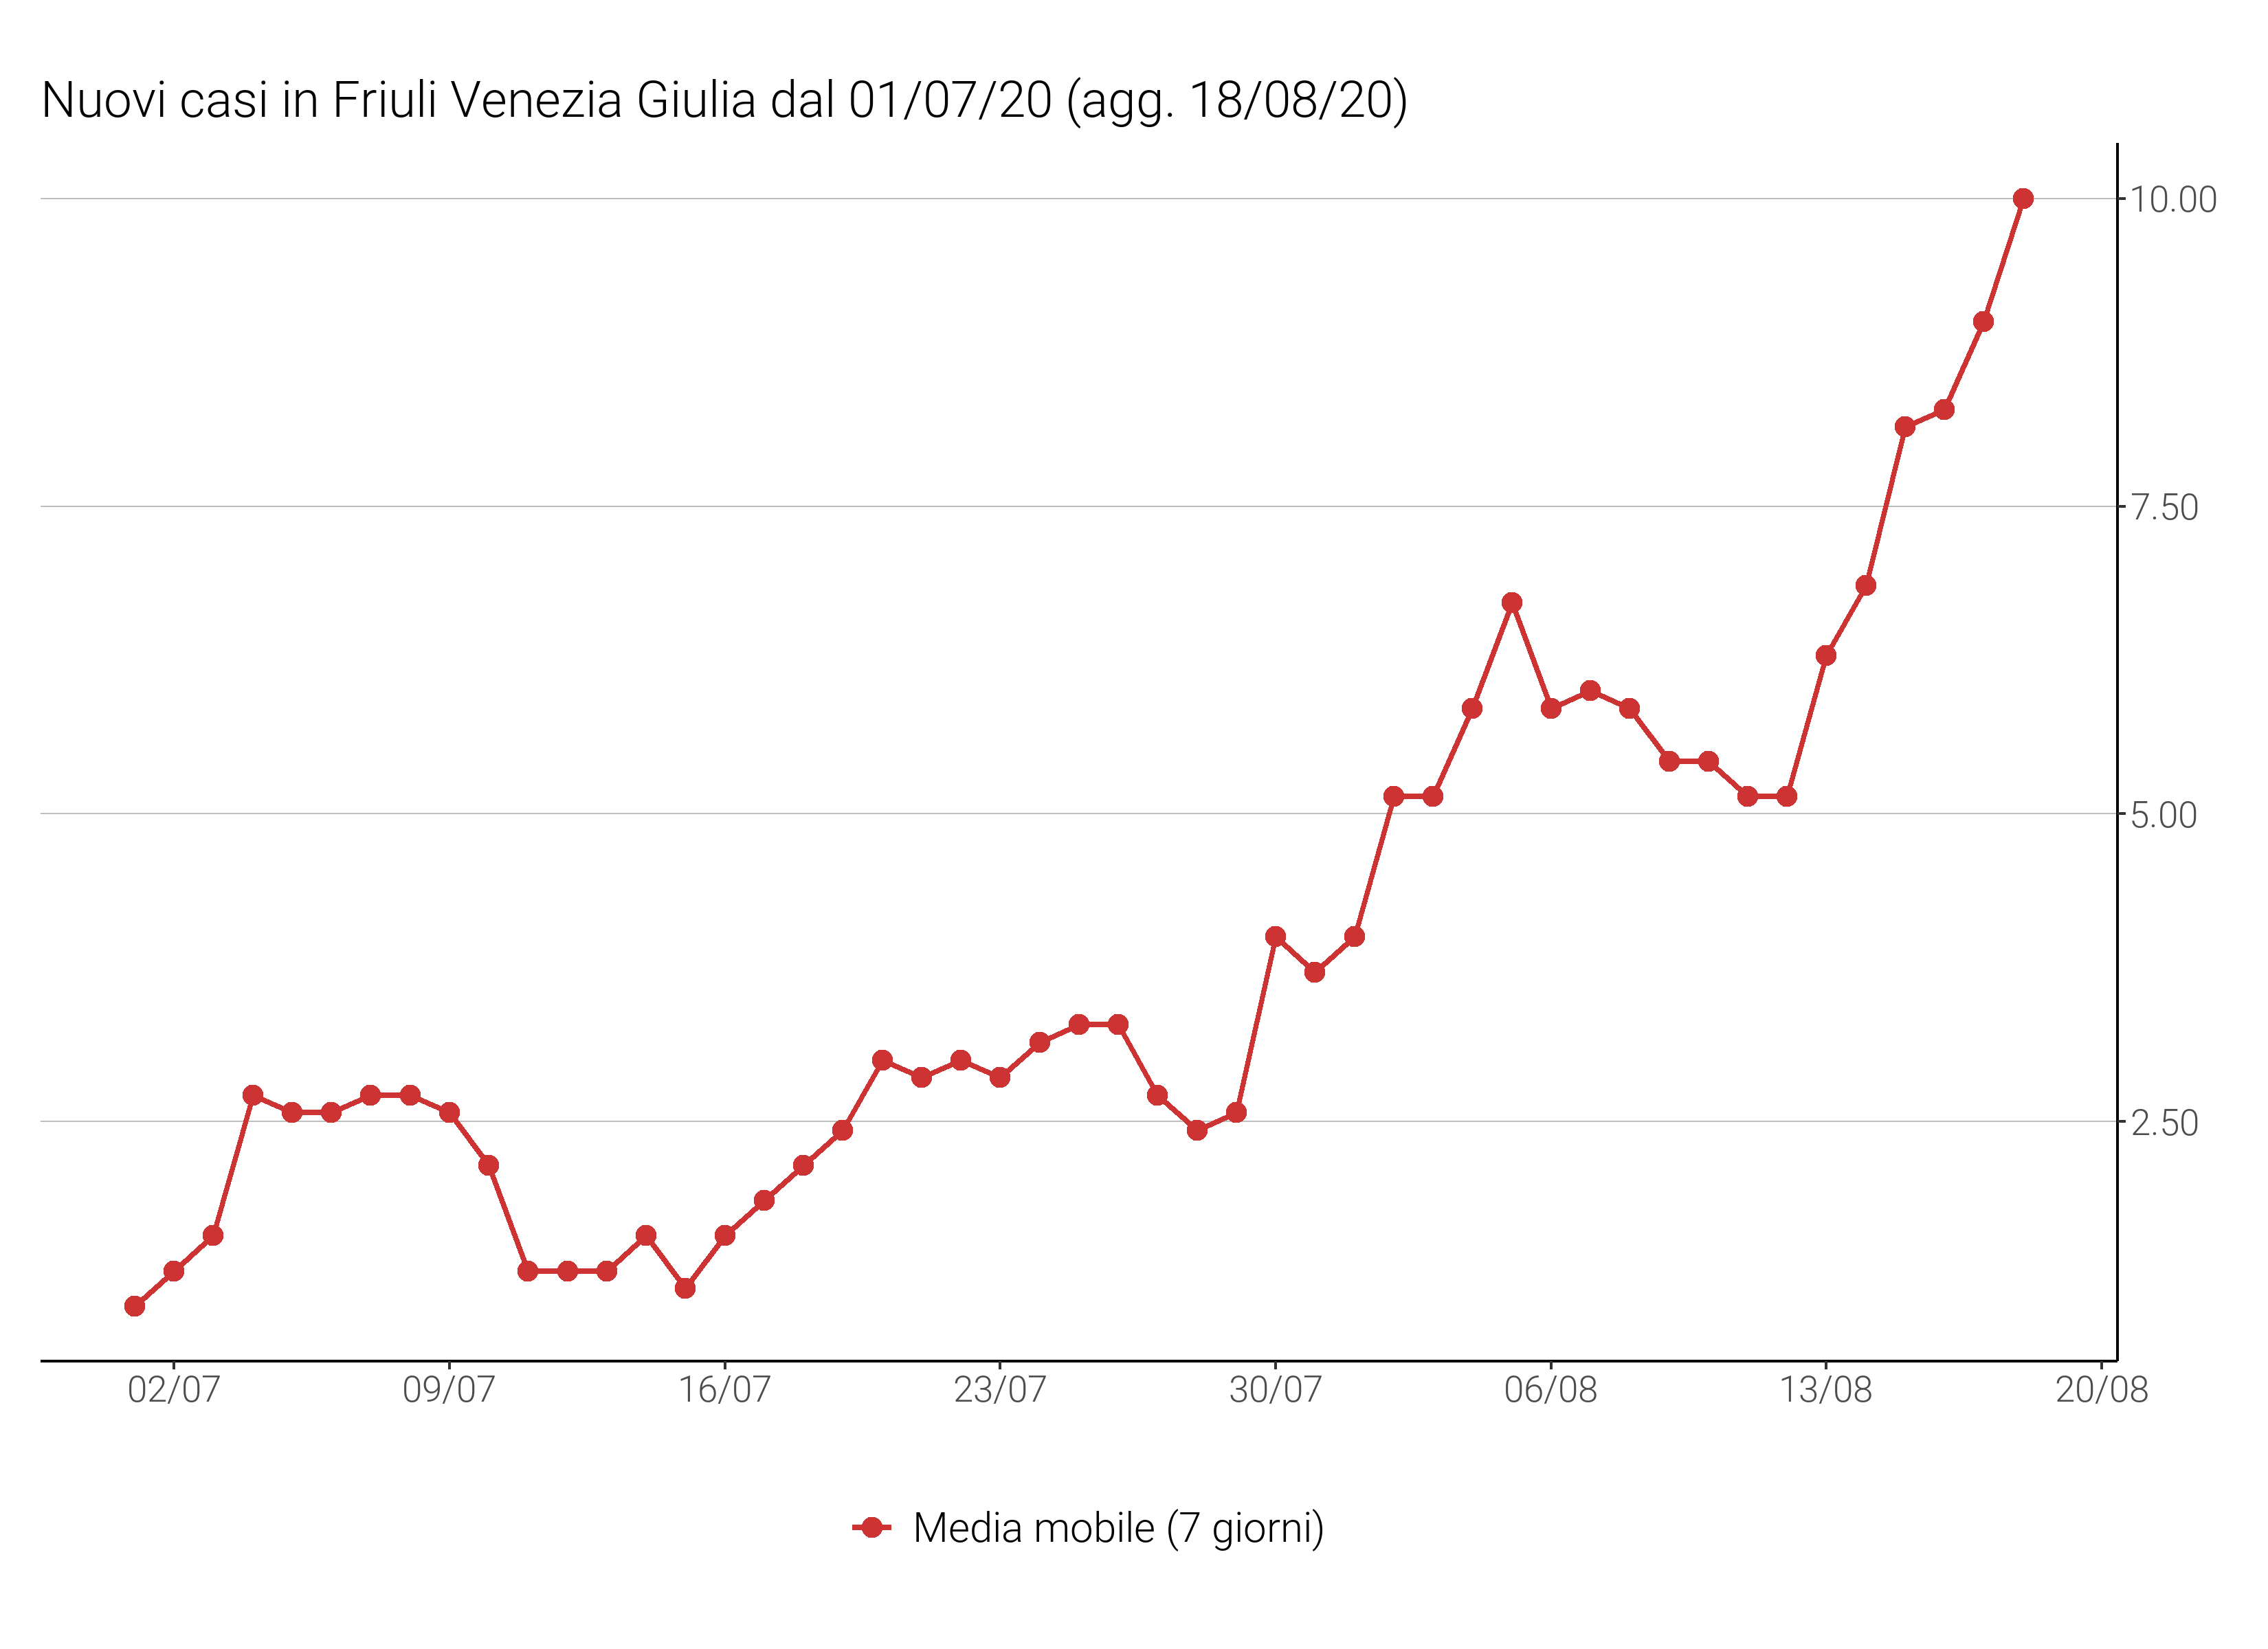 Nuovi casi in Friuli Venezia Giulia dal 01/07/20 (agg. 18/08/20)
10.00
7.50
5.00
2.50
02/07 09/07 16/07 23/07 30/07 06/08 13/08 20/08
Media mobile (7 giorni)